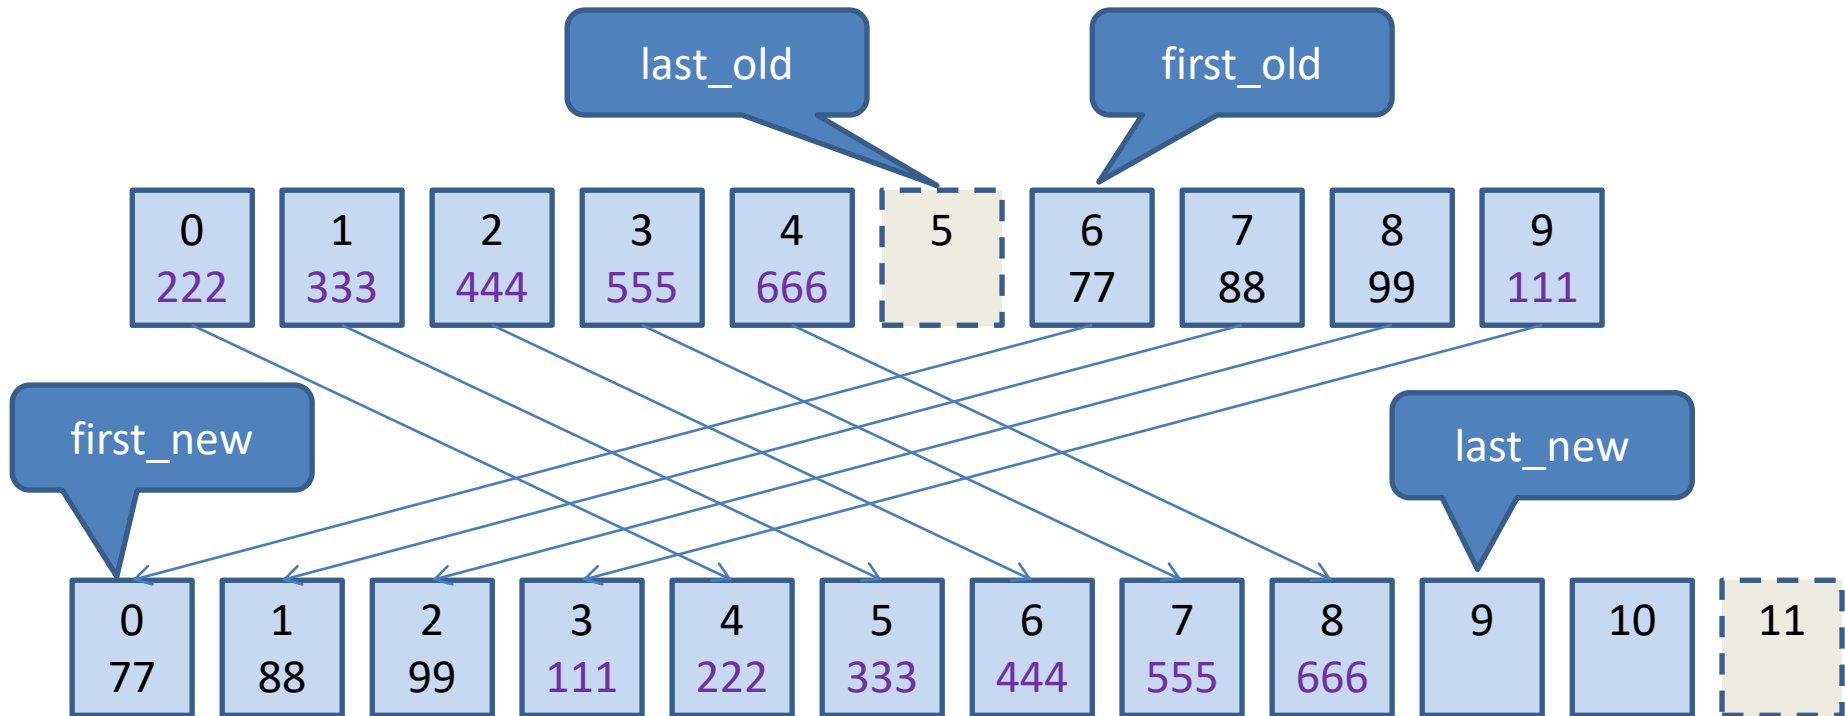 last_old first_old
0 1 2 3 4 5 6 7 8 9
222 333 444 555 666 77 88 99 111
first_new last_new
0 1 2 3 4 5 6 7 8 9 10 11
77 88 99 111 222 333 444 555 666